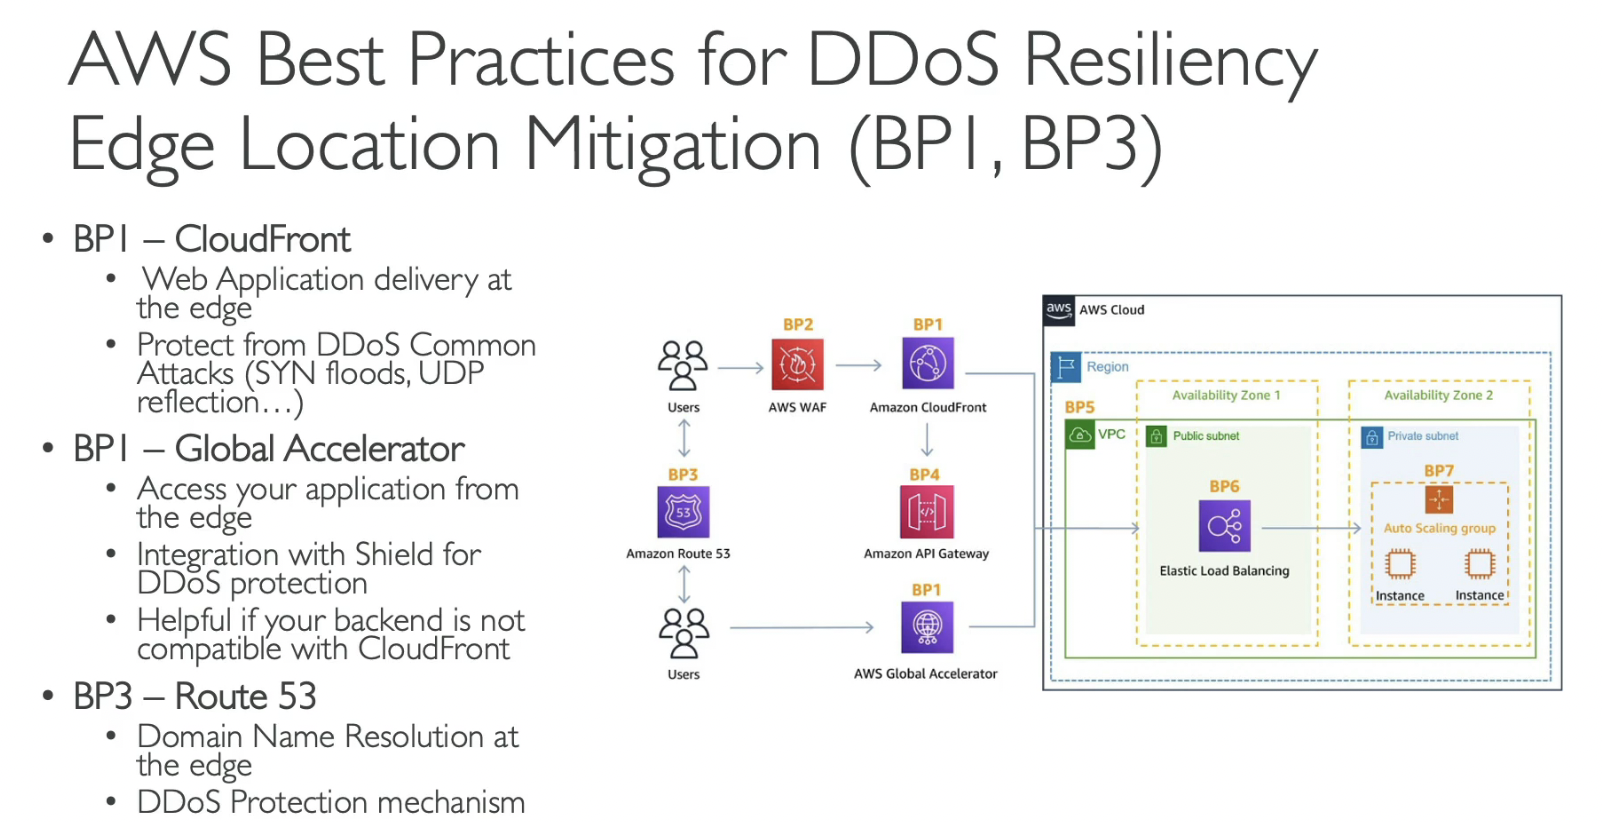 AWS Best Practices for DDoS Resiliency
Edge Location Mitigation (BP1, BP3)
• BP1 – CloudFront
• Web Application delivery at
the edge
• Protect from DDoS Common
Attacks (SYN floods, UDP
reflection…)
• BP1 – Global Accelerator
• Access your application from
the edge
• Integration with Shield for
DDoS protection
• Helpful if your backend is not
compatible with CloudFront
• BP3 – Route 53
• Domain Name Resolution at
the edge
• DDoS Protection mechanism
Users
BP2
AWS WAF
BP1
Amazon CloudFront
BP3
53
Amazon Route 53
BP4
Amazon API Gateway
Users
BP1
AWS Global Accelerator
aws
AWS Cloud
Region
BP5
VPC
Availability Zone 1
Public subnet
BP6
Elastic Load Balancing
Availability Zone 2
Private subnet
BP7
Auto Scaling group
Instance
Instance